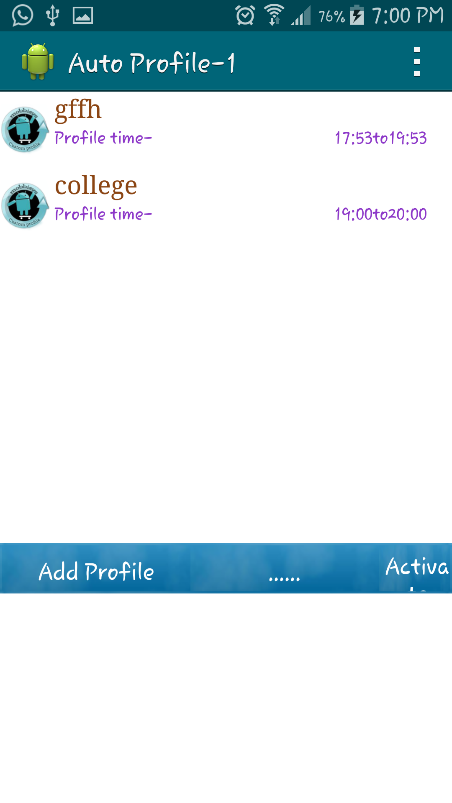 76% 7:00 PM
Auto Profile-1
gffh
Profile time- 17:53to19:53
college
Profile time- 19:00to20:00
Add Profile ...... Activa